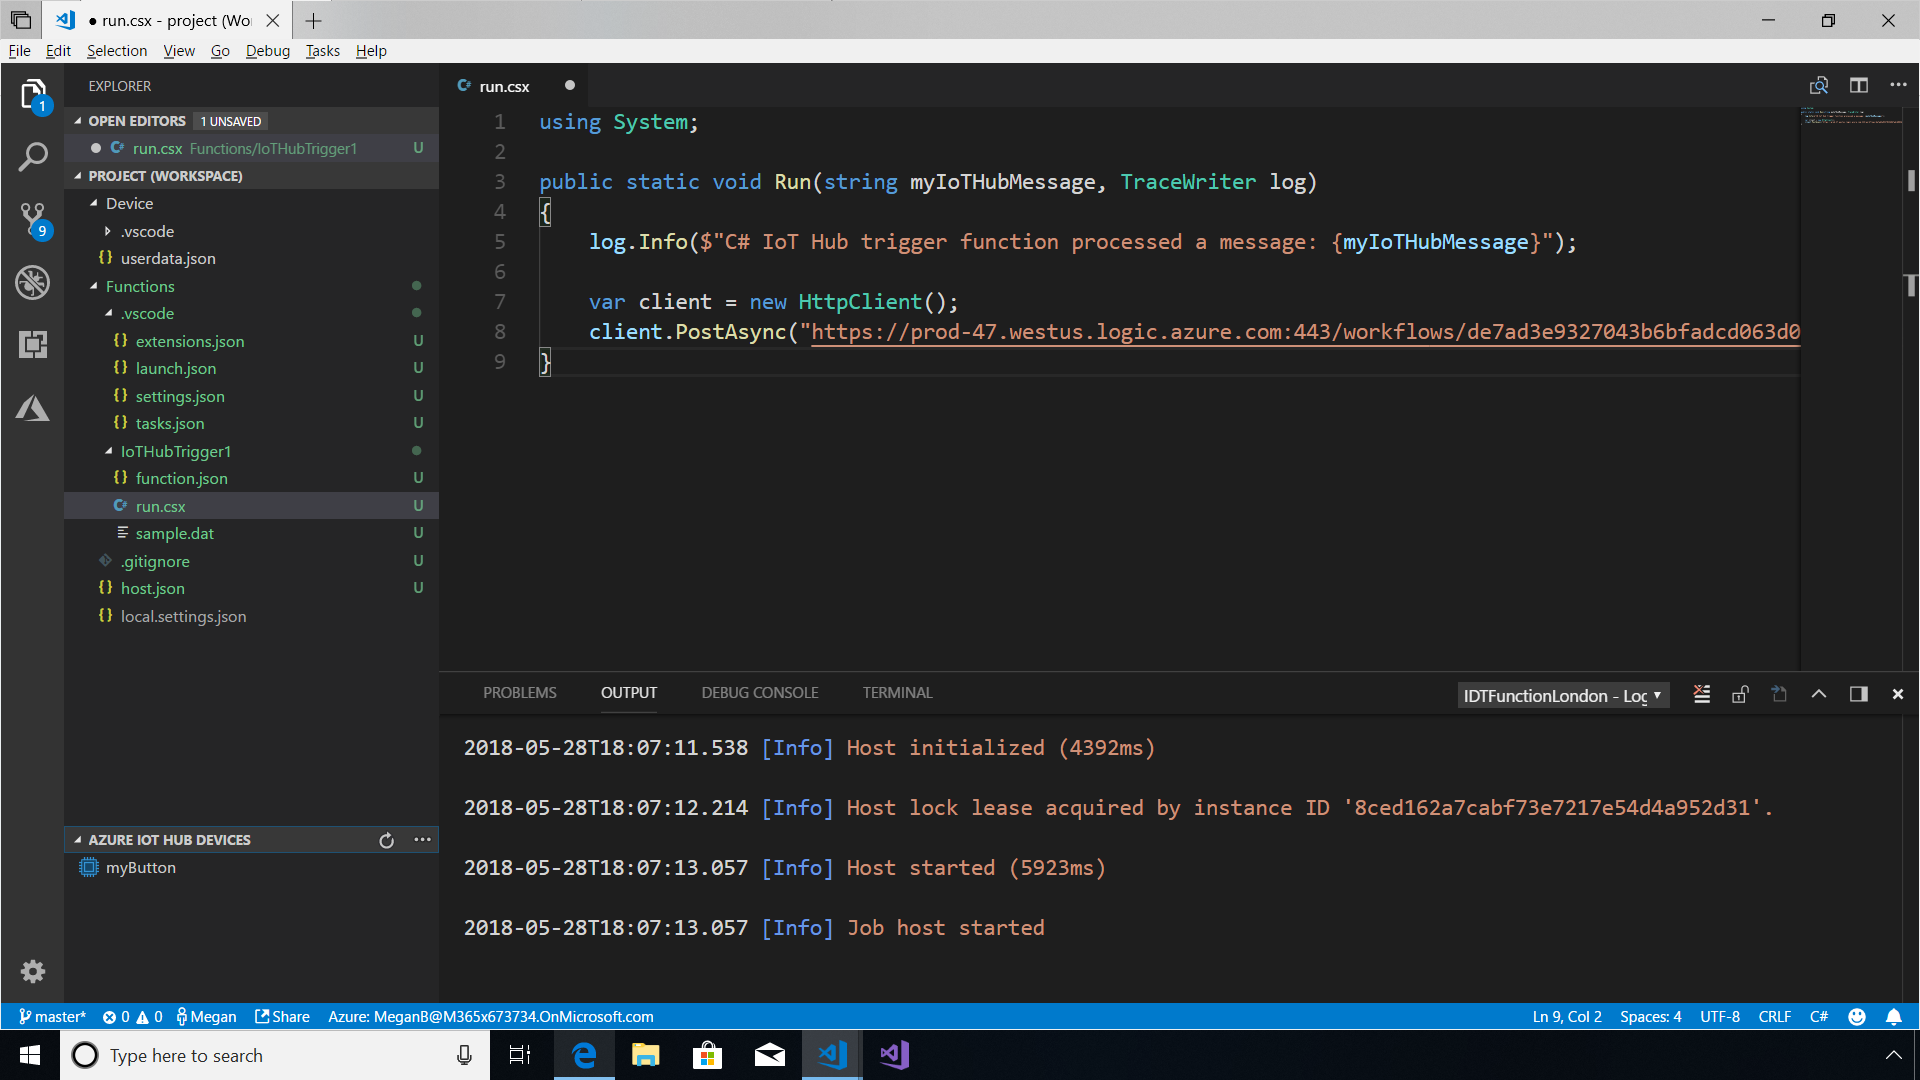 ● run.csx - project (Wo
File Edit Selection View Go Debug Tasks Help
EXPLORER
OPEN EDITORS 1 UNSAVED
run.csx Functions/IoTHubTrigger1 U
PROJECT (WORKSPACE)
Device
.vscode
{} userdata.json
Functions
.vscode
{} extensions.json U
{} launch.json U
{} settings.json U
{} tasks.json U
IoTHubTrigger1
{} function.json U
C# run.csx U
sample.dat U
.gitignore U
{} host.json U
{} local.settings.json
AZURE IOT HUB DEVICES
myButton
1
9
C# run.csx
1 using System;
2
3 public static void Run(string myIoTHubMessage, TraceWriter log)
4 {
5 log.Info($"C# IoT Hub trigger function processed a message: {myIoTHubMessage}");
6
7 var client = new HttpClient();
8 client.PostAsync("https://prod-47.westus.logic.azure.com:443/workflows/de7ad3e9327043b6bfadcd063d0
9 }
PROBLEMS OUTPUT DEBUG CONSOLE TERMINAL
IDTFunctionLondon - Log
2018-05-28T18:07:11.538 [Info] Host initialized (4392ms)
2018-05-28T18:07:12.214 [Info] Host lock lease acquired by instance ID '8ced162a7cabf73e7217e54d4a952d31'.
2018-05-28T18:07:13.057 [Info] Host started (5923ms)
2018-05-28T18:07:13.057 [Info] Job host started
master* 0 0 Megan Share Azure: MeganB@M365x673734.OnMicrosoft.com Ln 9, Col 2 Spaces: 4 UTF-8 CRLF C#
Type here to search